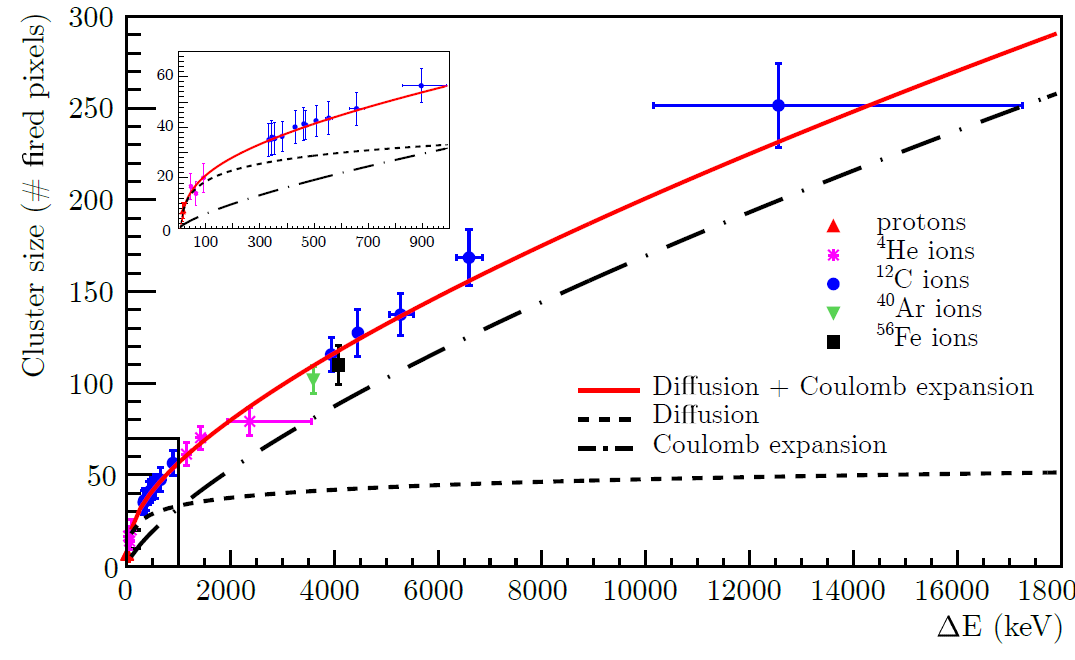 Cluster size (# fired pixels)
300
250
200
150
100
50
0
60
40
20
0
100 300 500 700 900
protons
⁴He ions
¹²C ions
⁴⁰Ar ions
⁵⁶Fe ions
Diffusion + Coulomb expansion
Diffusion
Coulomb expansion
0 2000 4000 6000 8000 10000 12000 14000 16000 1800
ΔE (keV)